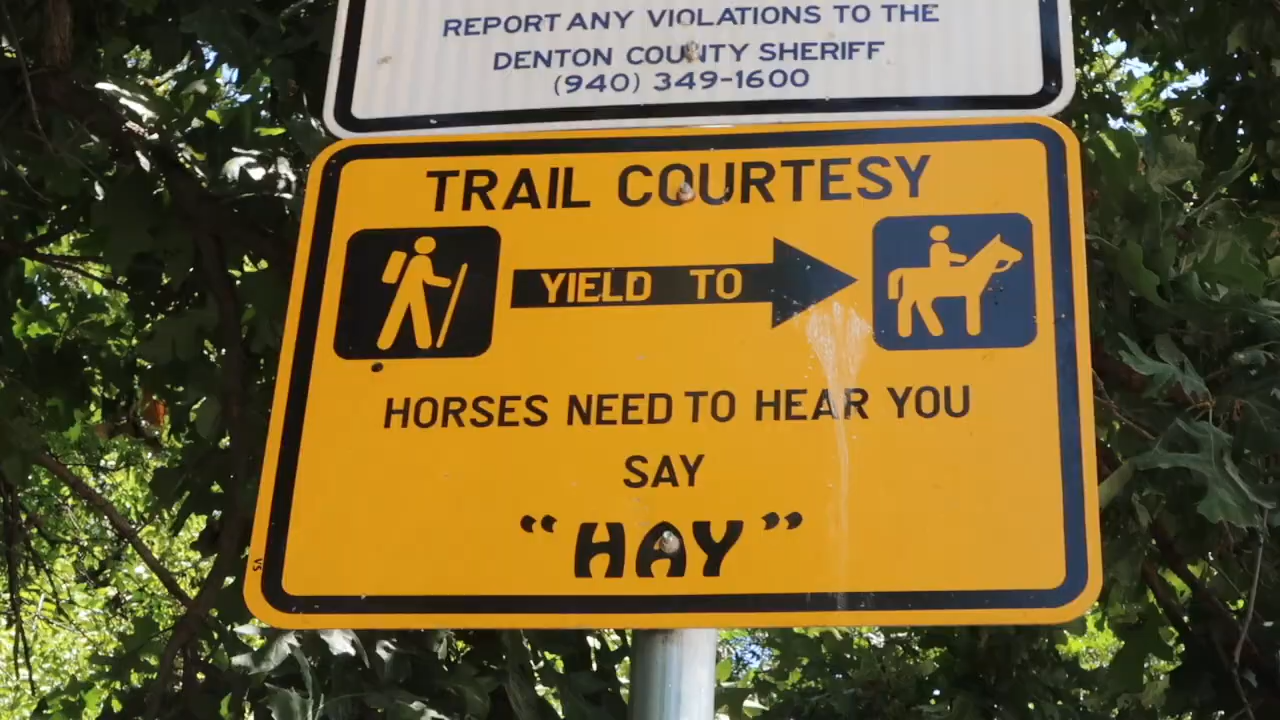 REPORT ANY VIOLATIONS TO THE
DENTON COUNTY SHERIFF
(940) 349-1600
TRAIL COURTESY
YIELD TO
HORSES NEED TO HEAR YOU
SAY
“HAY”
VS